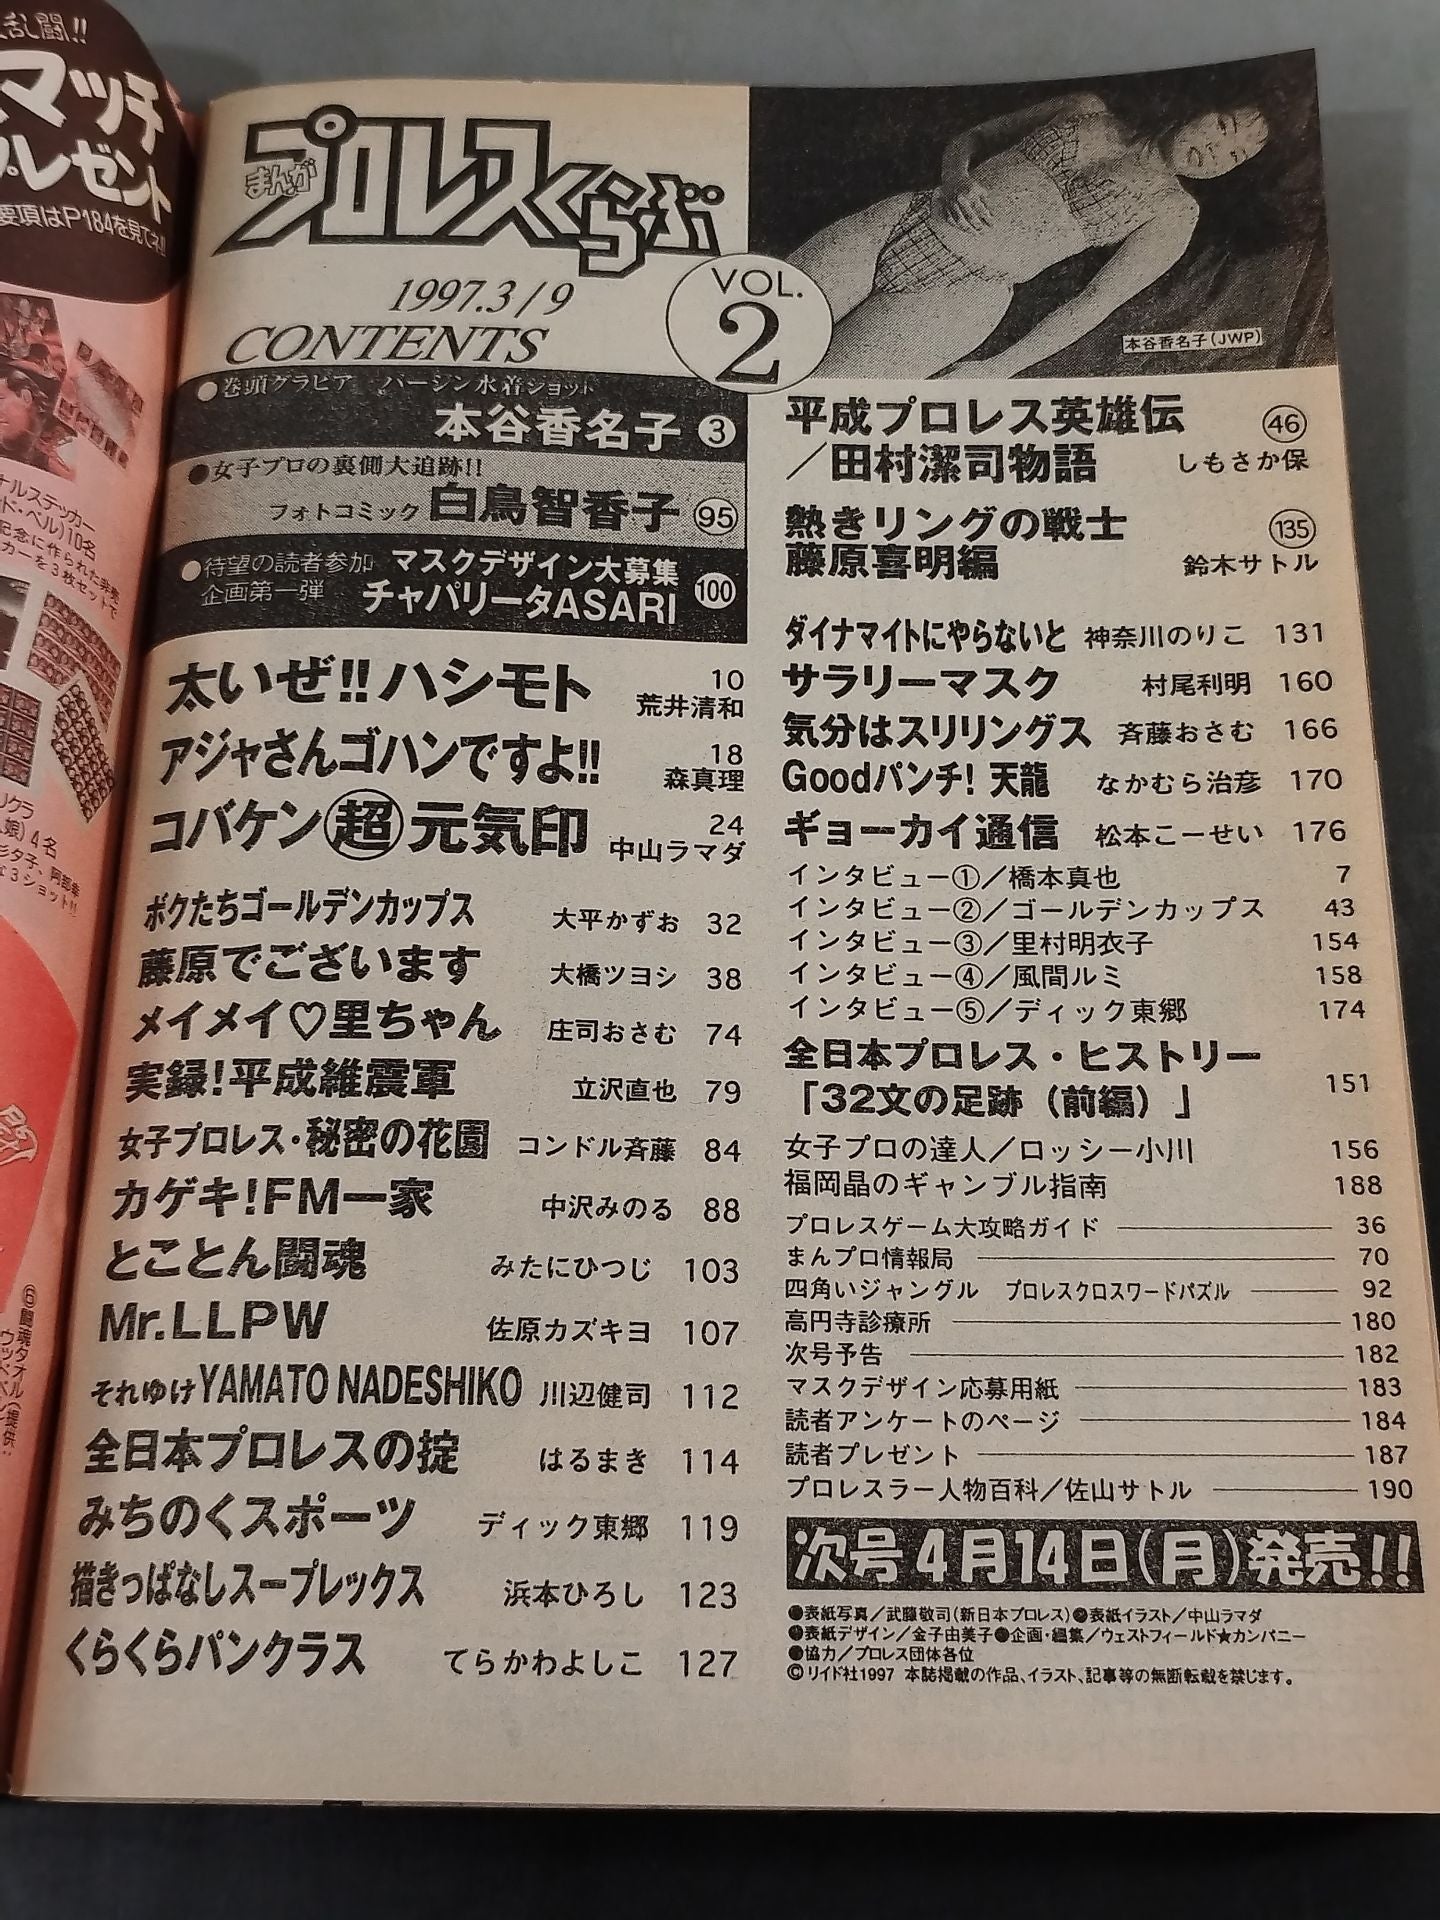 乱闘!!
マッチ
プレゼント
要項はP184を見てネ!!
まんが
プロレスくらぶ
1997.3/9
CONTENTS
VOL.
2
本谷香名子(JWP)
●巻頭グラビア バージン水着ショット
本谷香名子 ③
●女子プロの裏側大追跡!!
フォトコミック 白鳥智香子 95
●待望の読者参加 マスクデザイン大募集
企画第一弾 チャパリータASARI 100
太いぜ!!ハシモト 10
荒井清和
アジャさんゴハンですよ!! 18
森真理
コバケン超元気印 24
中山ラマダ
ボクたちゴールデンカップス 大平かずお 32
藤原でございます 大橋ツヨシ 38
メイメイ♡里ちゃん 庄司おさむ 74
実録!平成維震軍 立沢直也 79
女子プロレス・秘密の花園 コンドル斉藤 84
カゲキ!FM一家 中沢みのる 88
とことん闘魂 みたにひつじ 103
Mr.LLPW 佐原カズキヨ 107
それゆけYAMATO NADESHIKO 川辺健司 112
全日本プロレスの掟 はるまき 114
みちのくスポーツ ディック東郷 119
描きっぱなしスープレックス 浜本ひろし 123
くらくらパンクラス てらかわよしこ 127
平成プロレス英雄伝 46
/田村潔司物語 しもさか保
熱きリングの戦士 135
藤原喜明編 鈴木サトル
ダイナマイトにやらないと 神奈川のりこ 131
サラリーマスク 村尾利明 160
気分はスリリングス 斉藤おさむ 166
Goodパンチ!天龍 なかむら治彦 170
ギョーカイ通信 松本こーせい 176
インタビュー①/橋本真也 7
インタビュー②/ゴールデンカップス 43
インタビュー③/里村明衣子 154
インタビュー④/風間ルミ 158
インタビュー⑤/ディック東郷 174
全日本プロレス・ヒストリー
「32文の足跡(前編)」 151
女子プロの達人/ロッシー小川 156
福岡晶のギャンブル指南 188
プロレスゲーム大攻略ガイド 36
まんプロ情報局 70
四角いジャングル プロレスクロスワードパズル 92
高円寺診療所 180
次号予告 182
マスクデザイン応募用紙 183
読者アンケートのページ 184
読者プレゼント 187
プロレスラー人物百科/佐山サトル 190
次号4月14日(月)発売!!
●表紙写真/武藤敬司(新日本プロレス)●表紙イラスト/中山ラマダ
●表紙デザイン/金子由美子●企画・編集/ウェストフィールド★カンパニー
●協力/プロレス団体各位
©リイド社1997 本誌掲載の作品、イラスト、記事等の無断転載を禁じます。